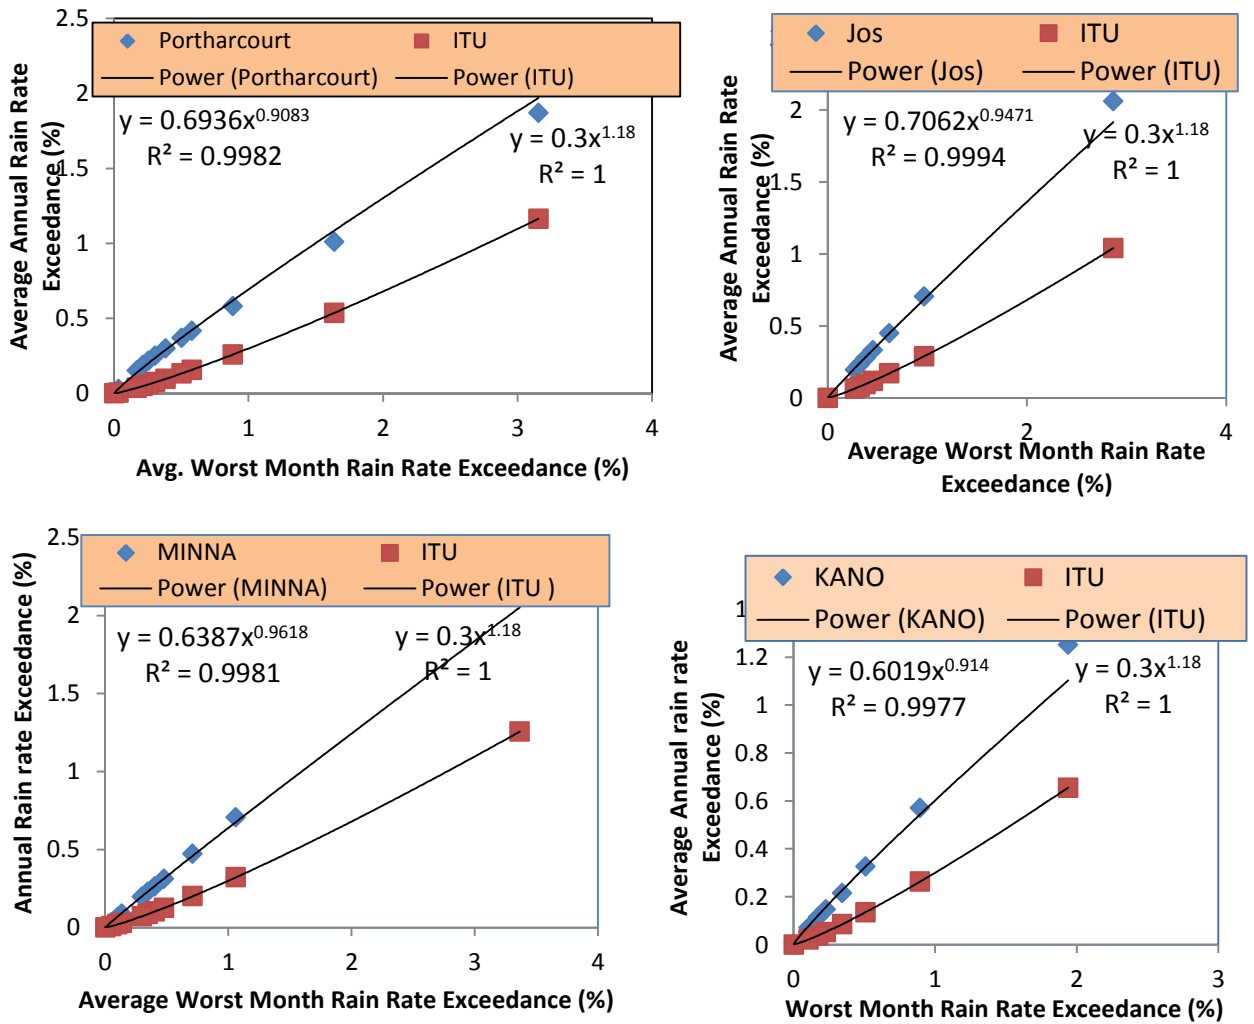 2.5
Portharcourt ITU
Power (Portharcourt) Power (ITU)
2
y = 0.6936x^0.9083
R² = 0.9982
y = 0.3x^1.18
R² = 1
1.5
1
0.5
0
0 1 2 3 4
Average Annual Rain Rate
Exceedance (%)
Avg. Worst Month Rain Rate Exceedance (%)
Jos ITU
Power (Jos) Power (ITU)
2
y = 0.7062x^0.9471
R² = 0.9994
y = 0.3x^1.18
R² = 1
1.5
1
0.5
0
0 2 4
Average Annual Rain Rate
Exceedance (%)
Average Worst Month Rain Rate
Exceedance (%)
2.5
MINNA ITU
Power (MINNA) Power (ITU )
2
y = 0.6387x^0.9618
R² = 0.9981
y = 0.3x^1.18
R² = 1
1.5
1
0.5
0
0 1 2 3 4
Annual Rain rate Exceedance (%)
Average Worst Month Rain Rate Exceedance (%)
KANO ITU
Power (KANO) Power (ITU)
1.2
y = 0.6019x^0.914
R² = 0.9977
y = 0.3x^1.18
R² = 1
1
0.8
0.6
0.4
0.2
0
0 1 2 3
Average Annual rain rate
Exceedance (%)
Worst Month Rain Rate Exceedance (%)